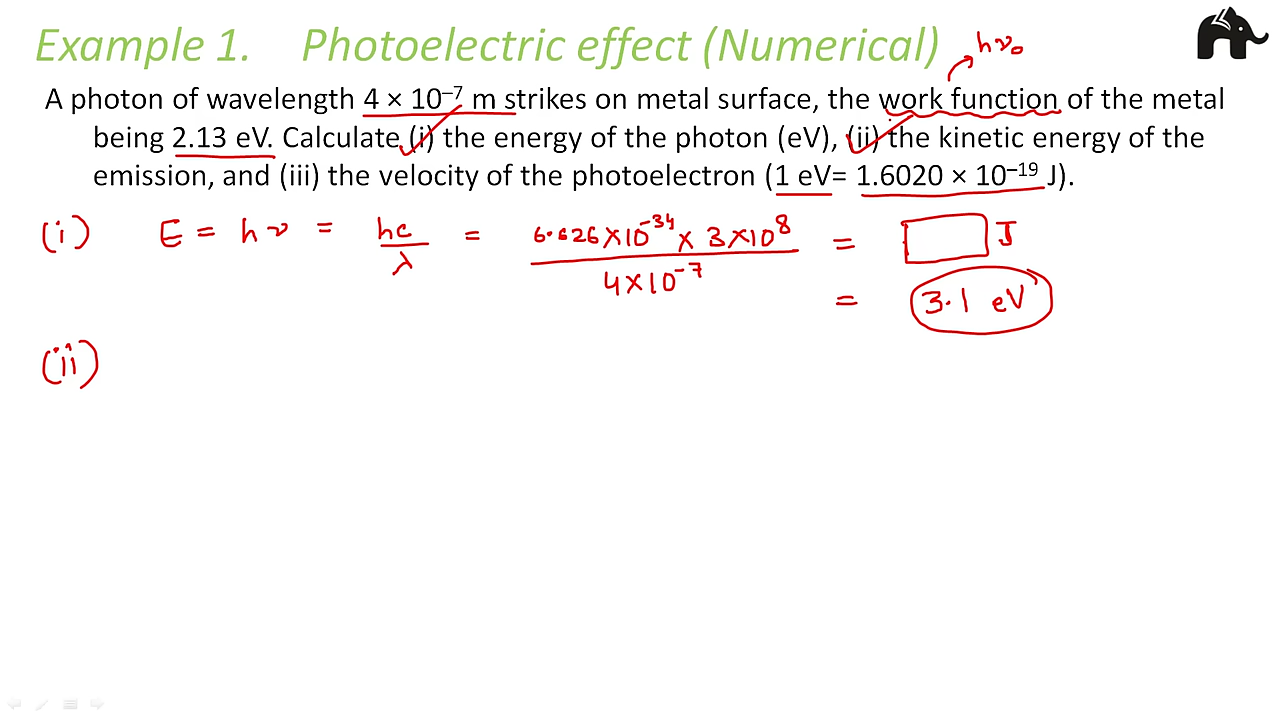 Example 1. Photoelectric effect (Numerical)
hν₀
A photon of wavelength 4 × 10⁻⁷ m strikes on metal surface, the work function of the metal
being 2.13 eV. Calculate (i) the energy of the photon (eV), (ii) the kinetic energy of the
emission, and (iii) the velocity of the photoelectron (1 eV= 1.6020 × 10⁻¹⁹ J).
(i) E = hν = hc/λ = 6.626×10⁻³⁴ × 3×10⁸ / 4×10⁻⁷ = J
= 3.1 eV
(ii)